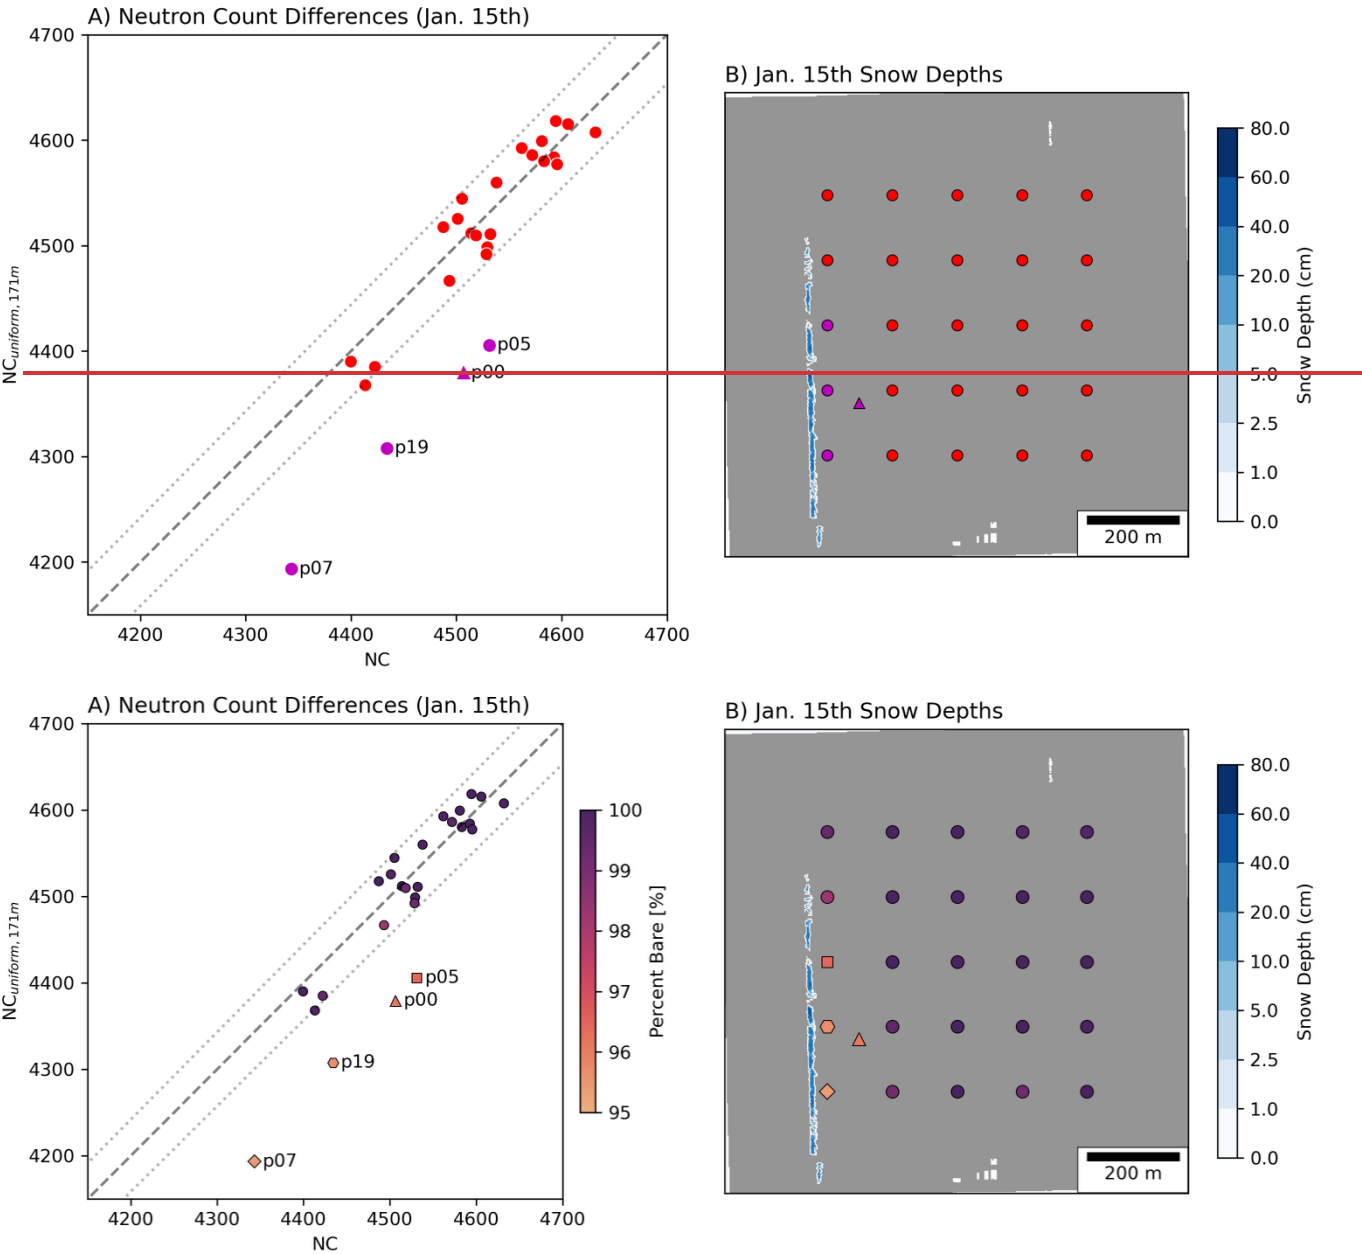 A) Neutron Count Differences (Jan. 15th)
4700
4600
4500
4400
4300
4200
NC_uniform, 171m
p05
p00
p19
p07
4200 4300 4400 4500 4600 4700
NC
B) Jan. 15th Snow Depths
200 m
80.0
60.0
40.0
20.0
10.0
5.0
2.5
1.0
0.0
Snow Depth (cm)
A) Neutron Count Differences (Jan. 15th)
4700
4600
4500
4400
4300
4200
NC_uniform, 171m
p05
p00
p19
p07
4200 4300 4400 4500 4600 4700
NC
100
99
98
97
96
95
Percent Bare [%]
B) Jan. 15th Snow Depths
200 m
80.0
60.0
40.0
20.0
10.0
5.0
2.5
1.0
0.0
Snow Depth (cm)